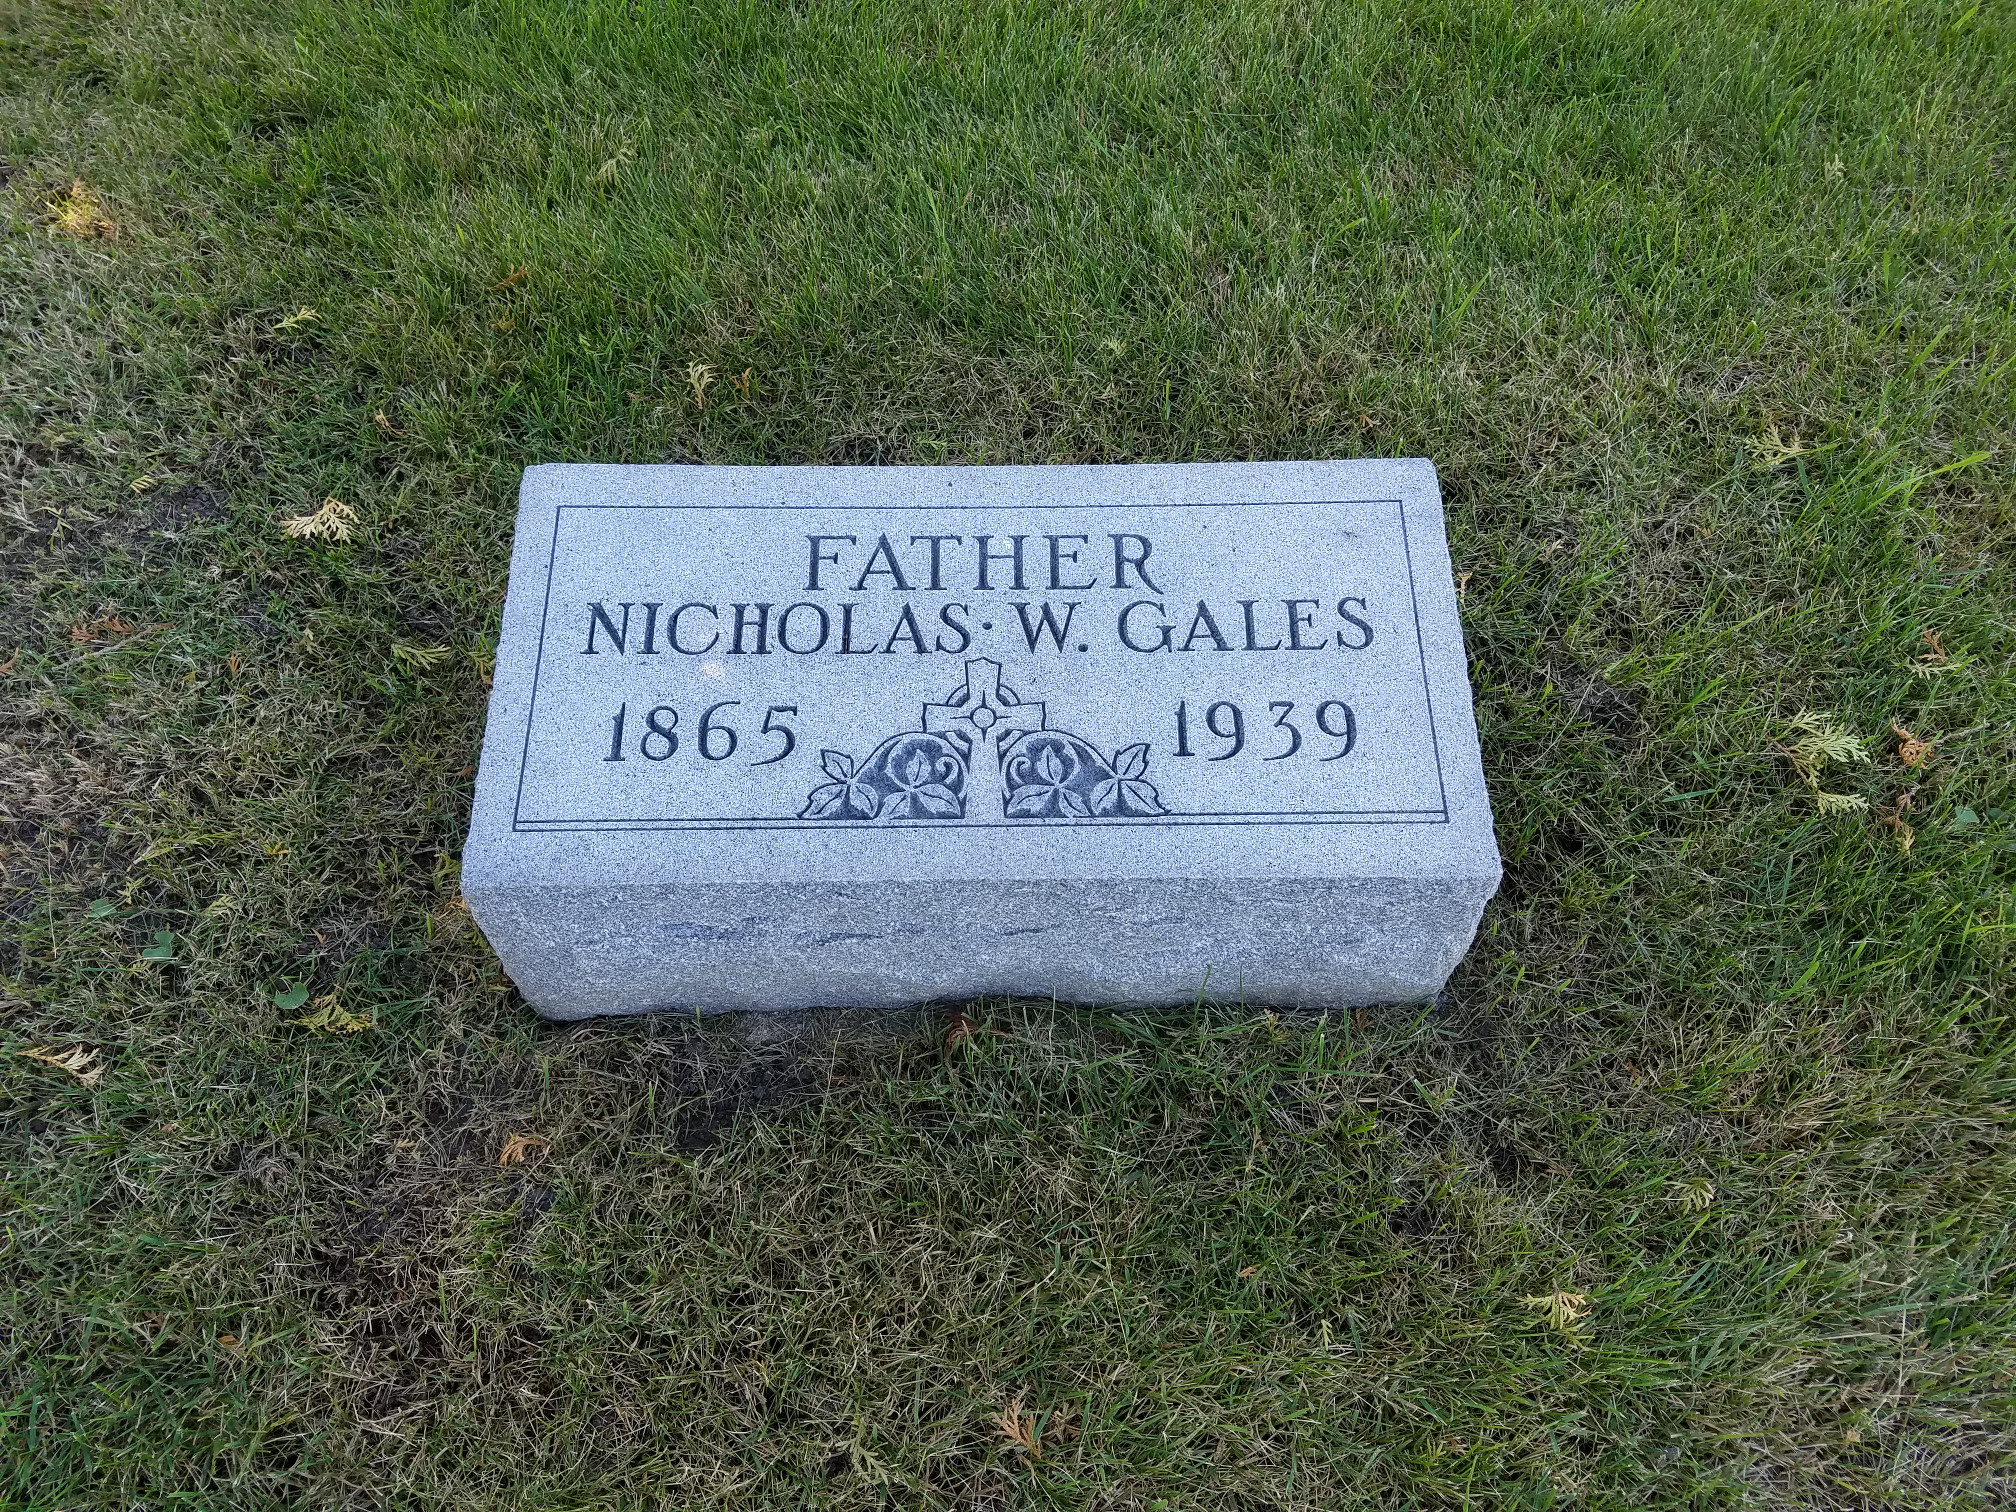 FATHER
NICHOLAS · W. GALES
1865 1939